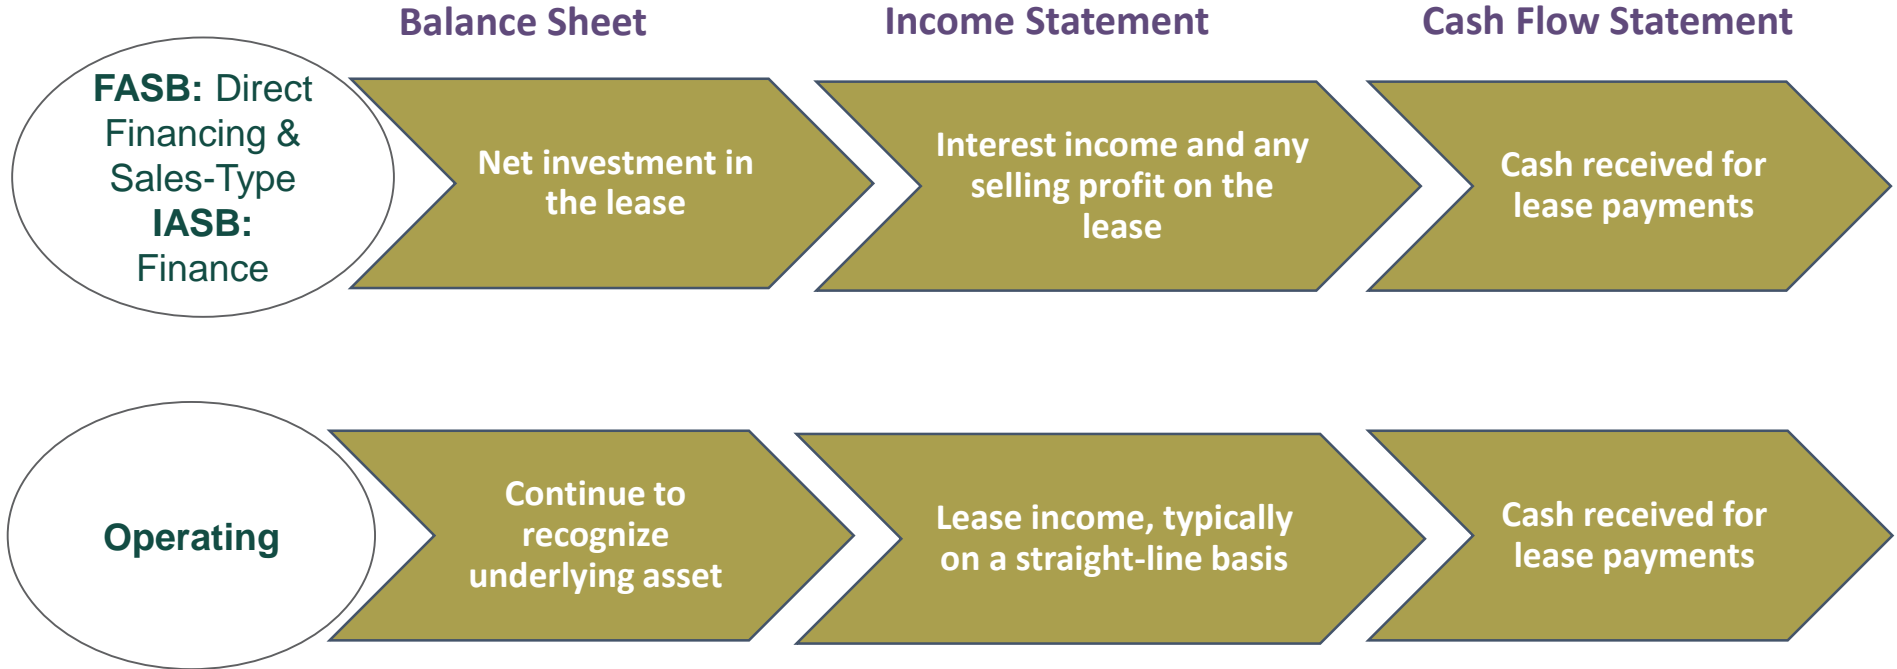 Balance Sheet
Income Statement
Cash Flow Statement
FASB: Direct
Financing &
Sales-Type
IASB:
Finance
Net investment in
the lease
Interest income and any
selling profit on the
lease
Cash received for
lease payments
Operating
Continue to
recognize
underlying asset
Lease income, typically
on a straight-line basis
Cash received for
lease payments